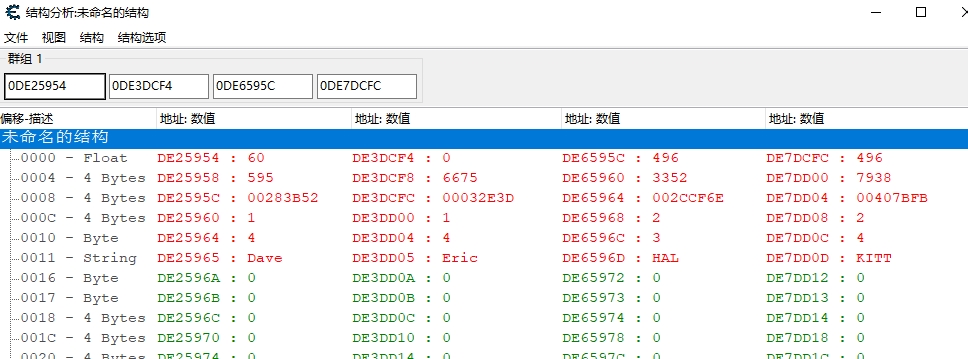 结构分析:未命名的结构
文件 视图 结构 结构选项
群组 1
0DE25954 0DE3DCF4 0DE6595C 0DE7DCFC
偏移-描述 地址: 数值 地址: 数值 地址: 数值 地址: 数值
未命名的结构
0000 - Float DE25954 : 60 DE3DCF4 : 0 DE6595C : 496 DE7DCFC : 496
0004 - 4 Bytes DE25958 : 595 DE3DCF8 : 6675 DE65960 : 3352 DE7DD00 : 7938
0008 - 4 Bytes DE2595C : 00283B52 DE3DCFC : 00032E3D DE65964 : 002CCF6E DE7DD04 : 00407BFB
000C - 4 Bytes DE25960 : 1 DE3DD00 : 1 DE65968 : 2 DE7DD08 : 2
0010 - Byte DE25964 : 4 DE3DD04 : 4 DE6596C : 3 DE7DD0C : 4
0011 - String DE25965 : Dave DE3DD05 : Eric DE6596D : HAL DE7DD0D : KITT
0016 - Byte DE2596A : 0 DE3DD0A : 0 DE65972 : 0 DE7DD12 : 0
0017 - Byte DE2596B : 0 DE3DD0B : 0 DE65973 : 0 DE7DD13 : 0
0018 - 4 Bytes DE2596C : 0 DE3DD0C : 0 DE65974 : 0 DE7DD14 : 0
001C - 4 Bytes DE25970 : 0 DE3DD10 : 0 DE65978 : 0 DE7DD18 : 0
0020 - 4 Bytes DE25974 : 0 DE3DD14 : 0 DE6597C : 0 DE7DD1C : 0